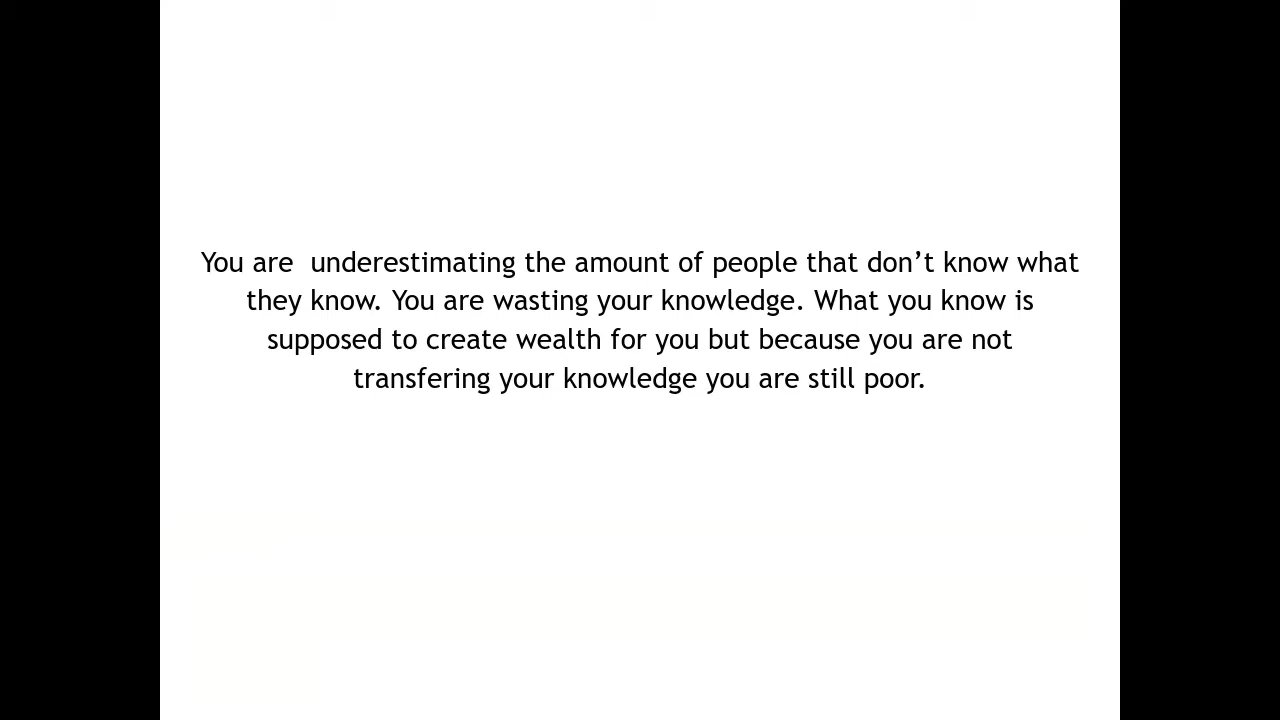 You are  underestimating the amount of people that don’t know what
they know. You are wasting your knowledge. What you know is
supposed to create wealth for you but because you are not
transfering your knowledge you are still poor.